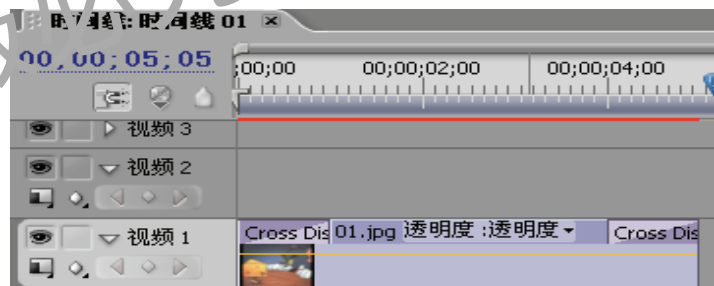 时间线: 时间线 01 ×
00;00;05;05
;00;00 00;00;02;00 00;00;04;00
视频 3
视频 2
视频 1
Cross Dis 01.jpg 透明度 :透明度 Cross Dis